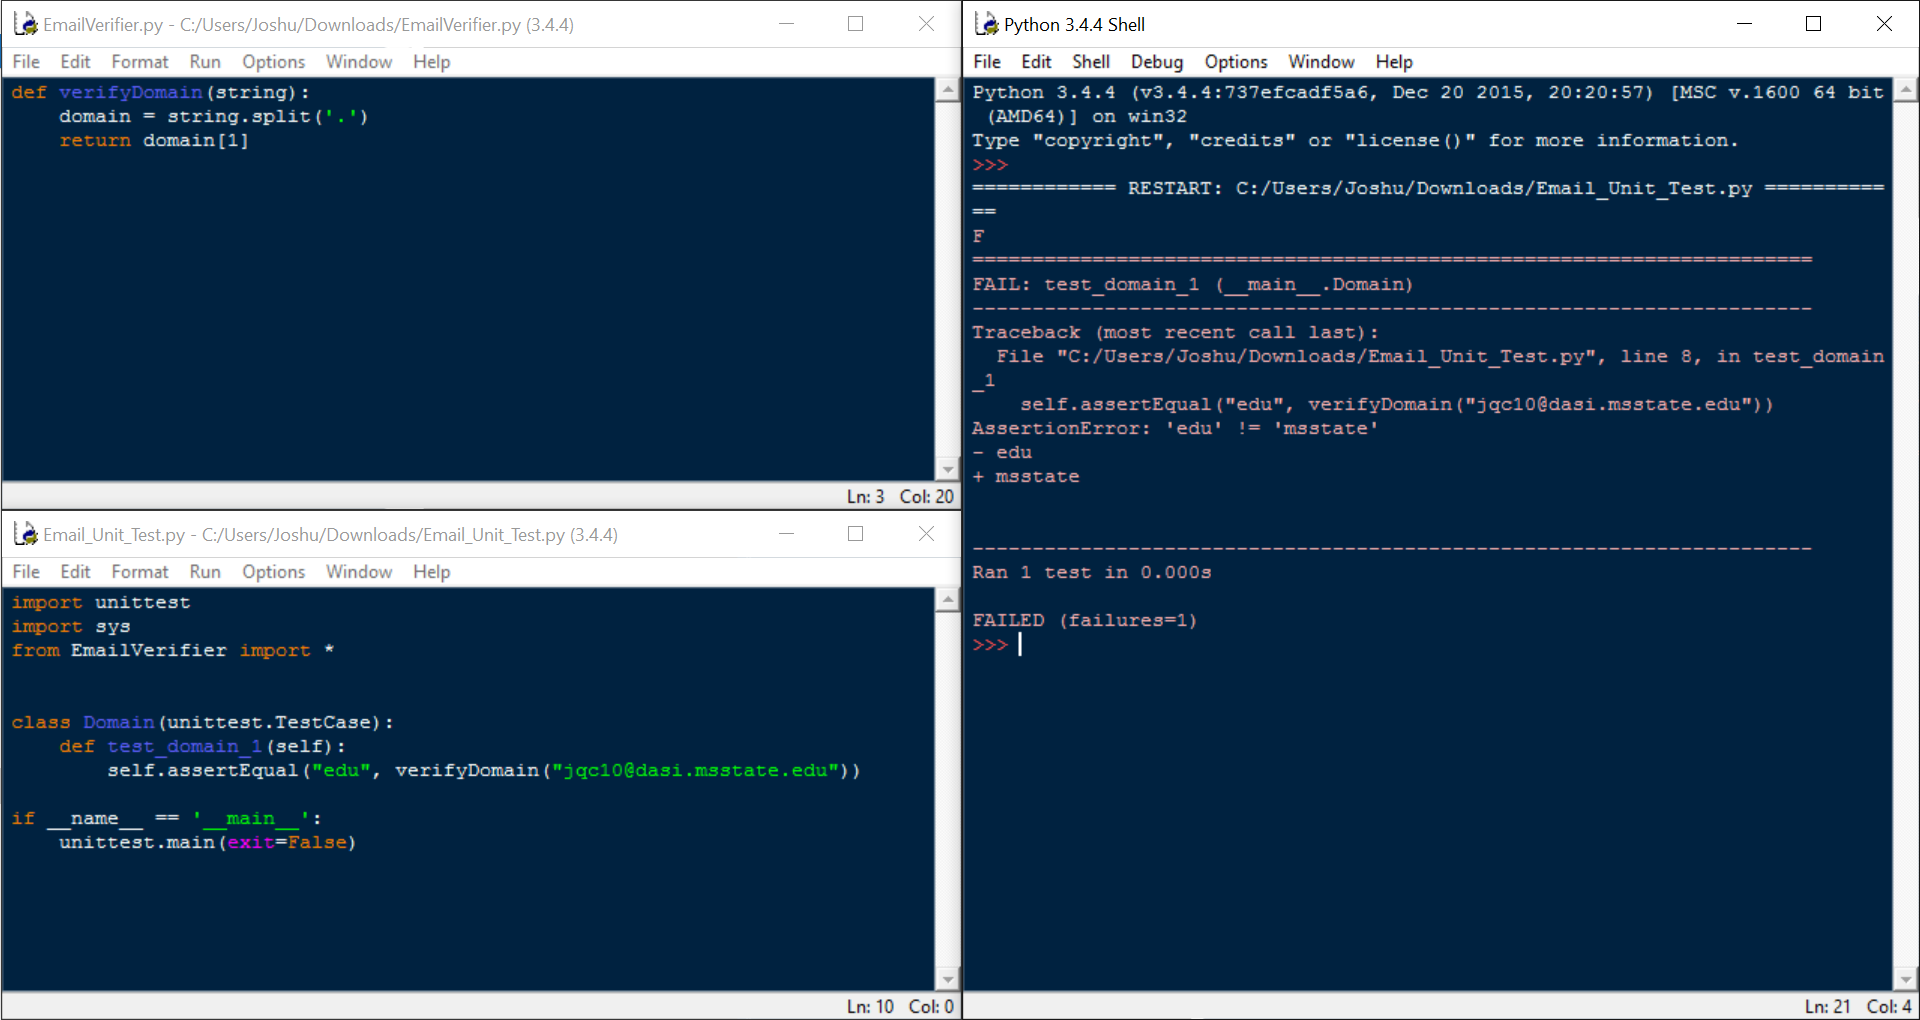 EmailVerifier.py - C:/Users/Joshu/Downloads/EmailVerifier.py (3.4.4)
File Edit Format Run Options Window Help
def verifyDomain(string):
    domain = string.split('.')
    return domain[1]
Ln: 3 Col: 20
Email_Unit_Test.py - C:/Users/Joshu/Downloads/Email_Unit_Test.py (3.4.4)
File Edit Format Run Options Window Help
import unittest
import sys
from EmailVerifier import *
class Domain(unittest.TestCase):
    def test_domain_1(self):
        self.assertEqual("edu", verifyDomain("jqc10@dasi.msstate.edu"))
if __name__ == '__main__':
    unittest.main(exit=False)
Ln: 10 Col: 0
Python 3.4.4 Shell
File Edit Shell Debug Options Window Help
Python 3.4.4 (v3.4.4:737efcadf5a6, Dec 20 2015, 20:20:57) [MSC v.1600 64 bit
 (AMD64)] on win32
Type "copyright", "credits" or "license()" for more information.
>>>
============ RESTART: C:/Users/Joshu/Downloads/Email_Unit_Test.py ==========
==
F
======================================================================
FAIL: test_domain_1 (__main__.Domain)
----------------------------------------------------------------------
Traceback (most recent call last):
  File "C:/Users/Joshu/Downloads/Email_Unit_Test.py", line 8, in test_domain
_1
    self.assertEqual("edu", verifyDomain("jqc10@dasi.msstate.edu"))
AssertionError: 'edu' != 'msstate'
- edu
+ msstate
----------------------------------------------------------------------
Ran 1 test in 0.000s
FAILED (failures=1)
>>>
Ln: 21 Col: 4